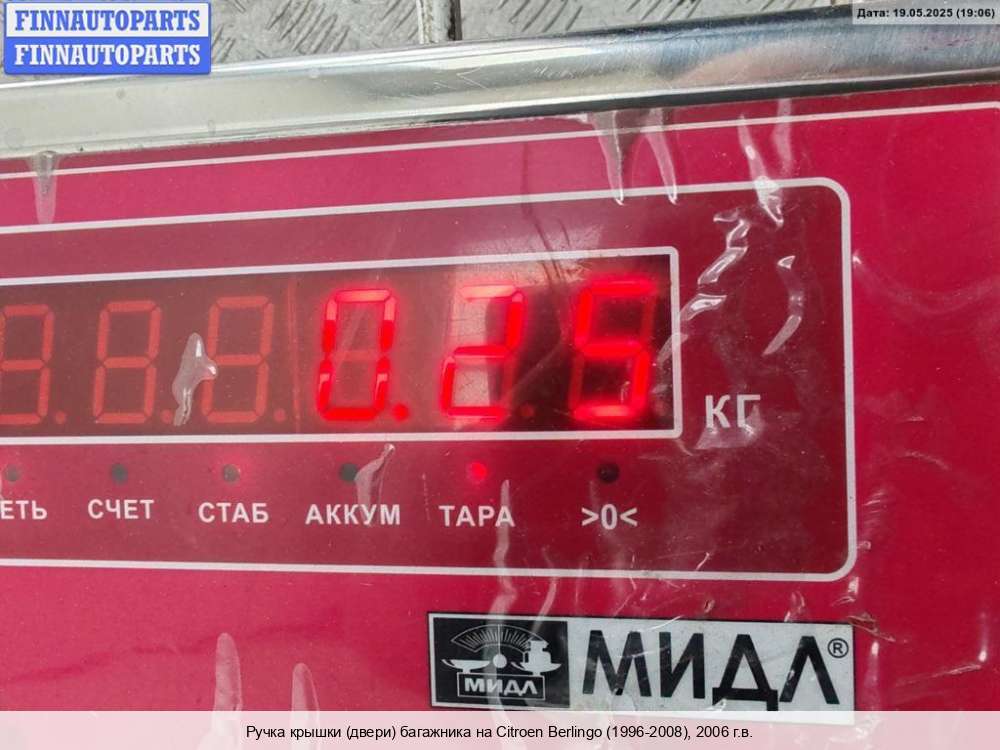 FINNAUTOPARTS
FINNAUTOPARTS
Дата: 19.05.2025 (19:06)
0.25
КГ
ЕТЬ СЧЕТ СТАБ АККУМ ТАРА >0<
МИДЛ
МИДЛ®
Ручка крышки (двери) багажника на Citroen Berlingo (1996-2008), 2006 г.в.